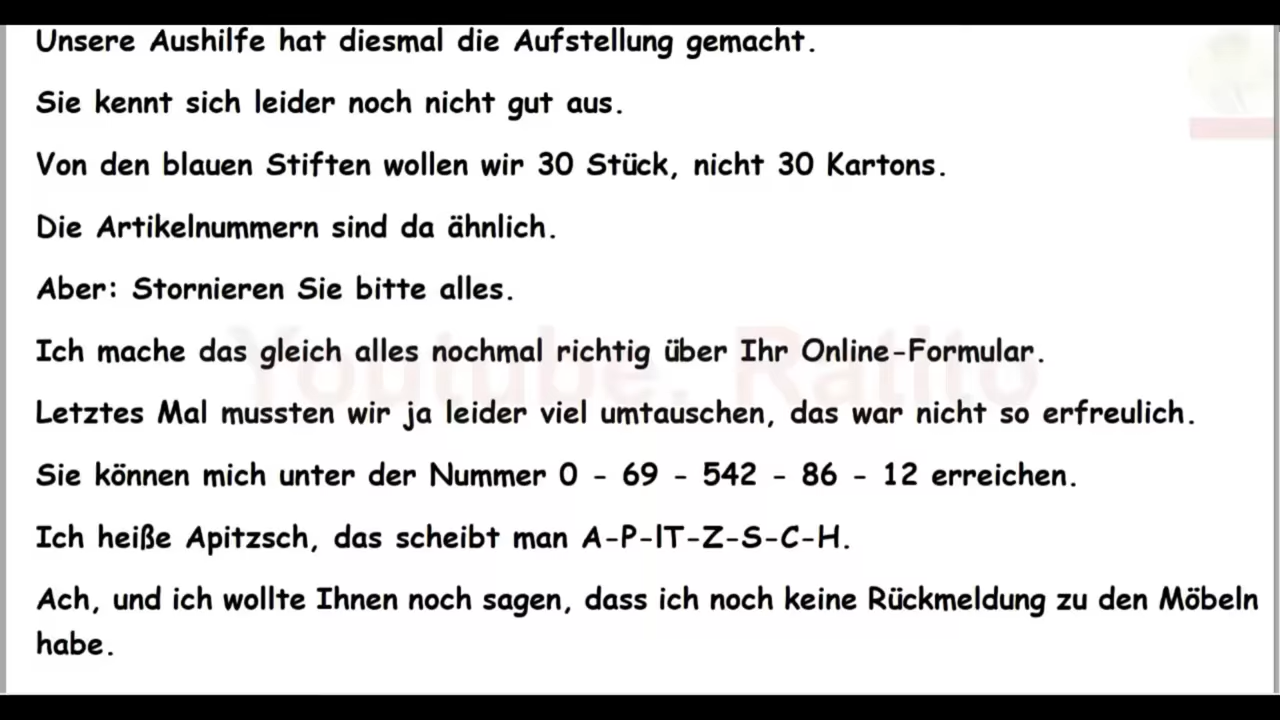 Unsere Aushilfe hat diesmal die Aufstellung gemacht.
Sie kennt sich leider noch nicht gut aus.
Von den blauen Stiften wollen wir 30 Stück, nicht 30 Kartons.
Die Artikelnummern sind da ähnlich.
Aber: Stornieren Sie bitte alles.
Ich mache das gleich alles nochmal richtig über Ihr Online-Formular.
Youtube. Ratito
Letztes Mal mussten wir ja leider viel umtauschen, das war nicht so erfreulich.
Sie können mich unter der Nummer 0 - 69 - 542 - 86 - 12 erreichen.
Ich heiße Apitzsch, das scheibt man A-P-lT-Z-S-C-H.
Ach, und ich wollte Ihnen noch sagen, dass ich noch keine Rückmeldung zu den Möbeln
habe.